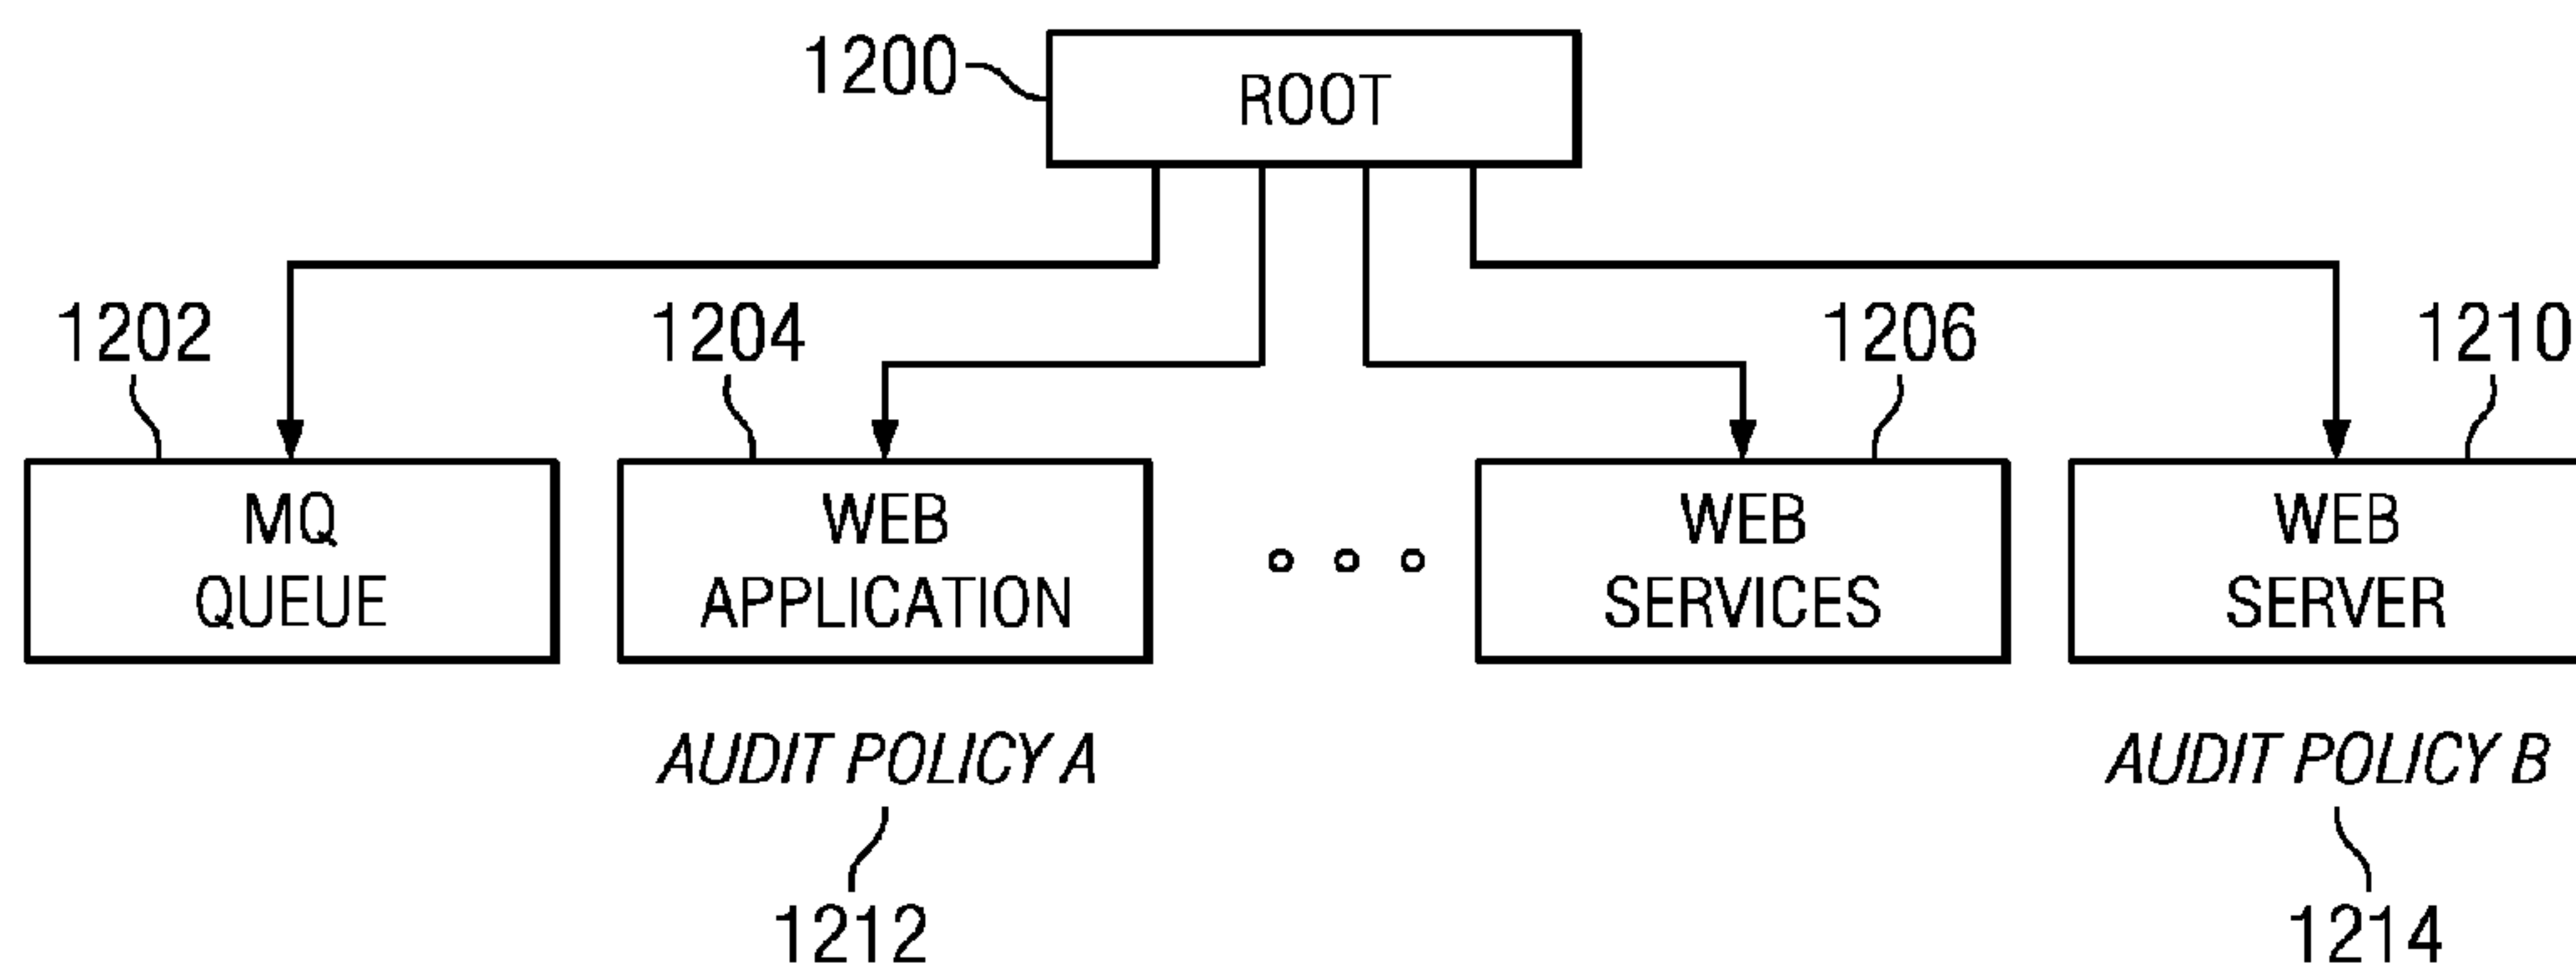 1200
ROOT
1202
1204
1206
1210
MQ
QUEUE
WEB
APPLICATION
WEB
SERVICES
WEB
SERVER
AUDIT POLICY A
AUDIT POLICY B
1212
1214